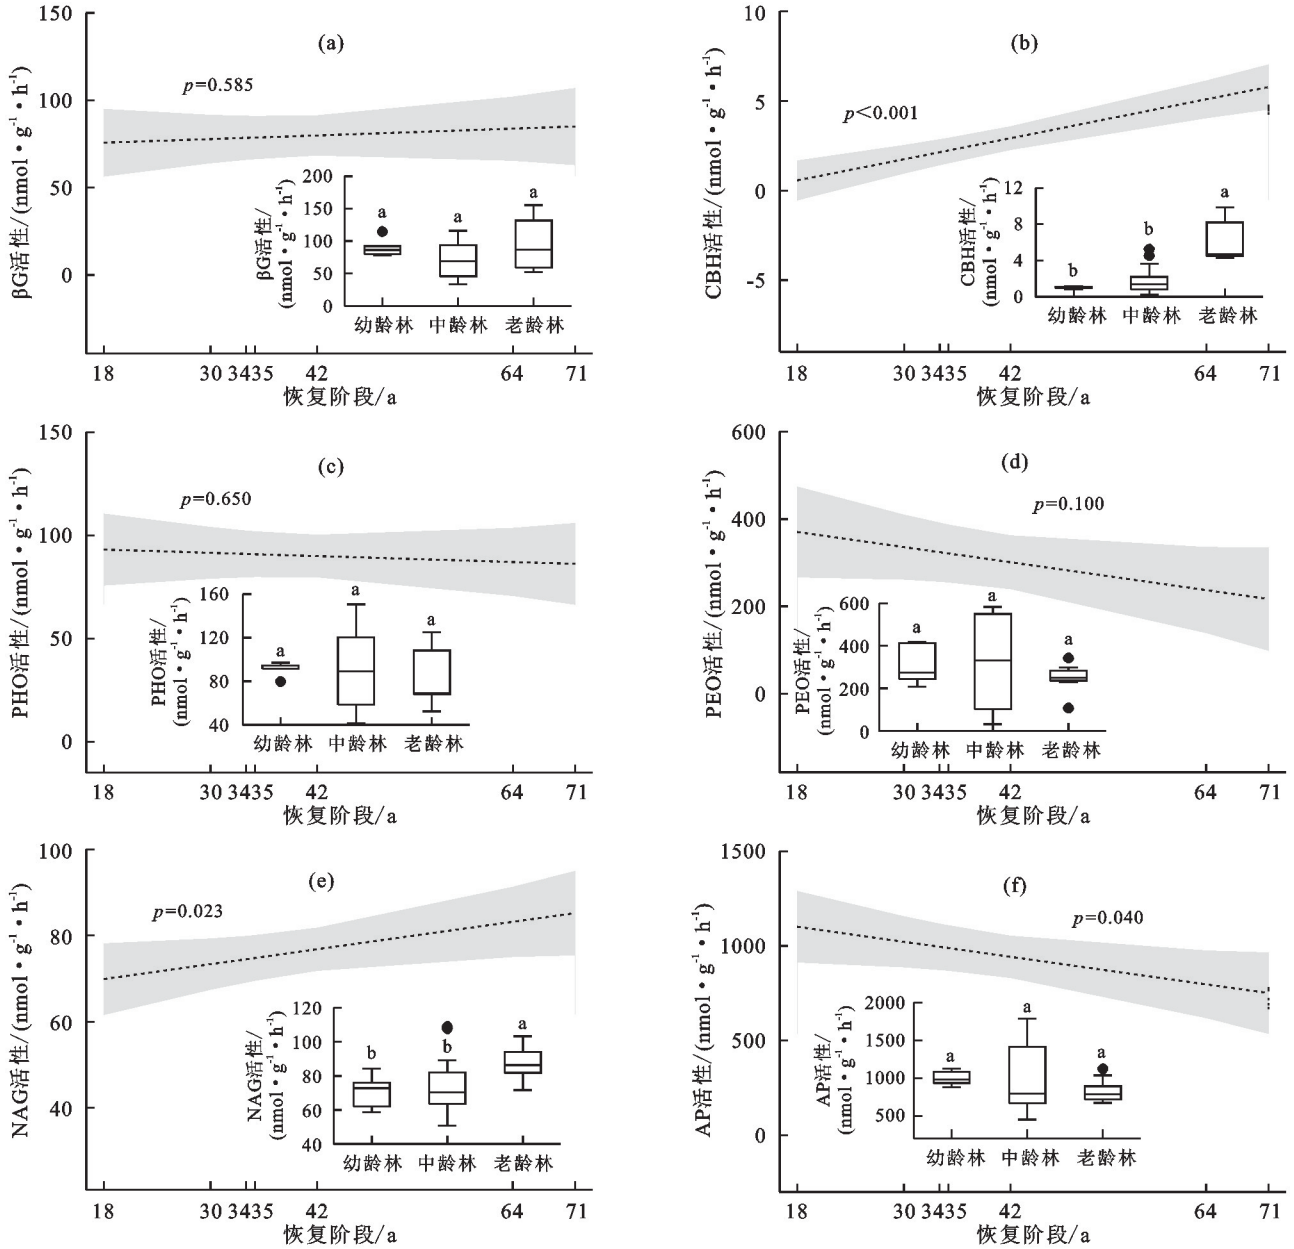 (a)
p=0.585
βG活性/(nmol·g⁻¹·h⁻¹)
150
100
50
0
βG活性/
(nmol·g⁻¹·h⁻¹)
200
150
100
50
0
a
a
a
幼龄林 中龄林 老龄林
18 30 34 35 42 64 71
恢复阶段/a
(b)
p<0.001
CBH活性/(nmol·g⁻¹·h⁻¹)
10
5
0
-5
CBH活性/
(nmol·g⁻¹·h⁻¹)
12
8
4
0
b
b
a
幼龄林 中龄林 老龄林
18 30 34 35 42 64 71
恢复阶段/a
(c)
p=0.650
PHO活性/(nmol·g⁻¹·h⁻¹)
150
100
50
0
PHO活性/
(nmol·g⁻¹·h⁻¹)
160
120
80
40
a
a
a
幼龄林 中龄林 老龄林
18 30 34 35 42 64 71
恢复阶段/a
(d)
p=0.100
PEO活性/(nmol·g⁻¹·h⁻¹)
600
400
200
0
PEO活性/
(nmol·g⁻¹·h⁻¹)
600
400
200
0
a
a
a
幼龄林 中龄林 老龄林
18 30 34 35 42 64 71
恢复阶段/a
(e)
p=0.023
NAG活性/(nmol·g⁻¹·h⁻¹)
100
80
60
40
NAG活性/
(nmol·g⁻¹·h⁻¹)
120
100
80
60
40
b
b
a
幼龄林 中龄林 老龄林
18 30 34 35 42 64 71
恢复阶段/a
(f)
p=0.040
AP活性/(nmol·g⁻¹·h⁻¹)
1500
1000
500
0
AP活性/
(nmol·g⁻¹·h⁻¹)
2000
1500
1000
500
a
a
a
幼龄林 中龄林 老龄林
18 30 34 35 42 64 71
恢复阶段/a